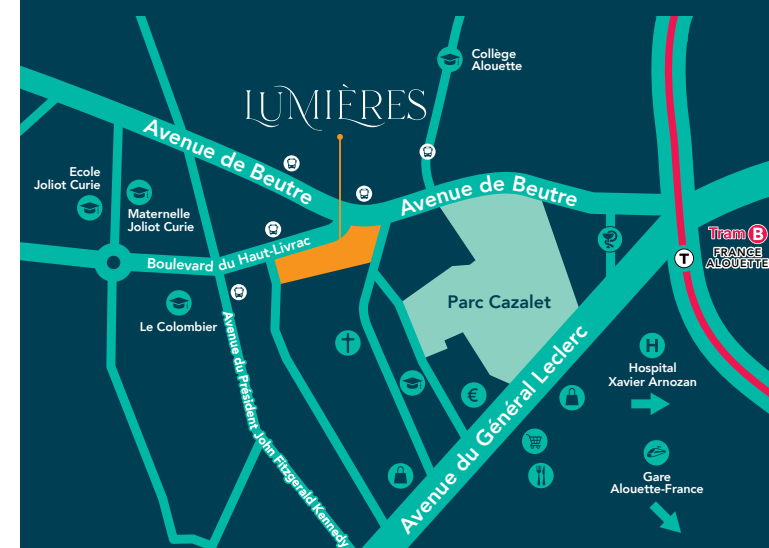 Collège
Alouette
LUMIÈRES
Avenue de Beutre
Ecole
Joliot Curie
Maternelle
Joliot Curie
Avenue de Beutre
Tram B
FRANCE
ALOUETTE
T
Boulevard du Haut-Livrac
Le Colombier
Parc Cazalet
Avenue du Président John Fitzgerald Kennedy
Avenue du Général Leclerc
€
H
Hospital
Xavier Arnozan
Gare
Alouette-France